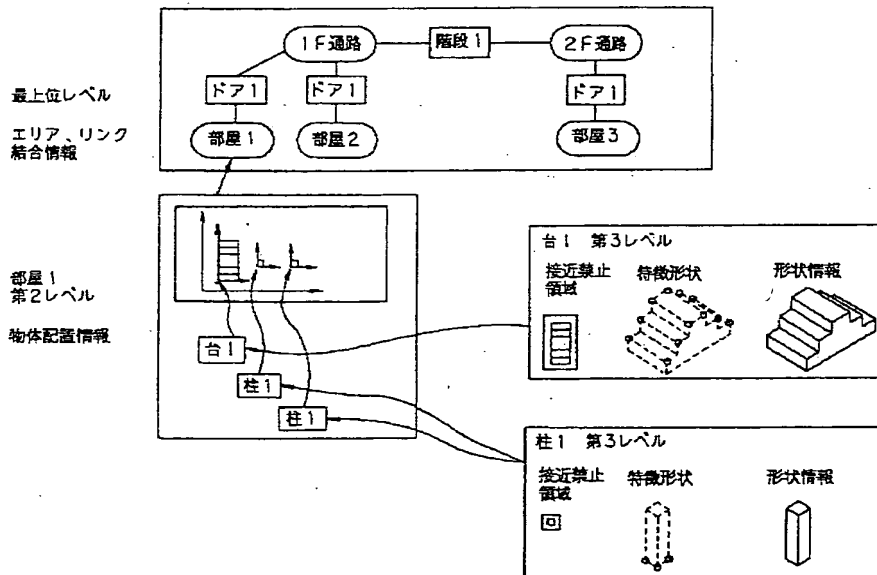 1F通路
階段1
2F通路
最上位レベル
ドア1
ドア1
ドア1
エリア、リンク
結合情報
部屋1
部屋2
部屋3
部屋1
第2レベル
物体配置情報
台1
柱1
柱1
台1 第3レベル
接近禁止
領域
特徴形状
形状情報
柱1 第3レベル
接近禁止
領域
特徴形状
形状情報